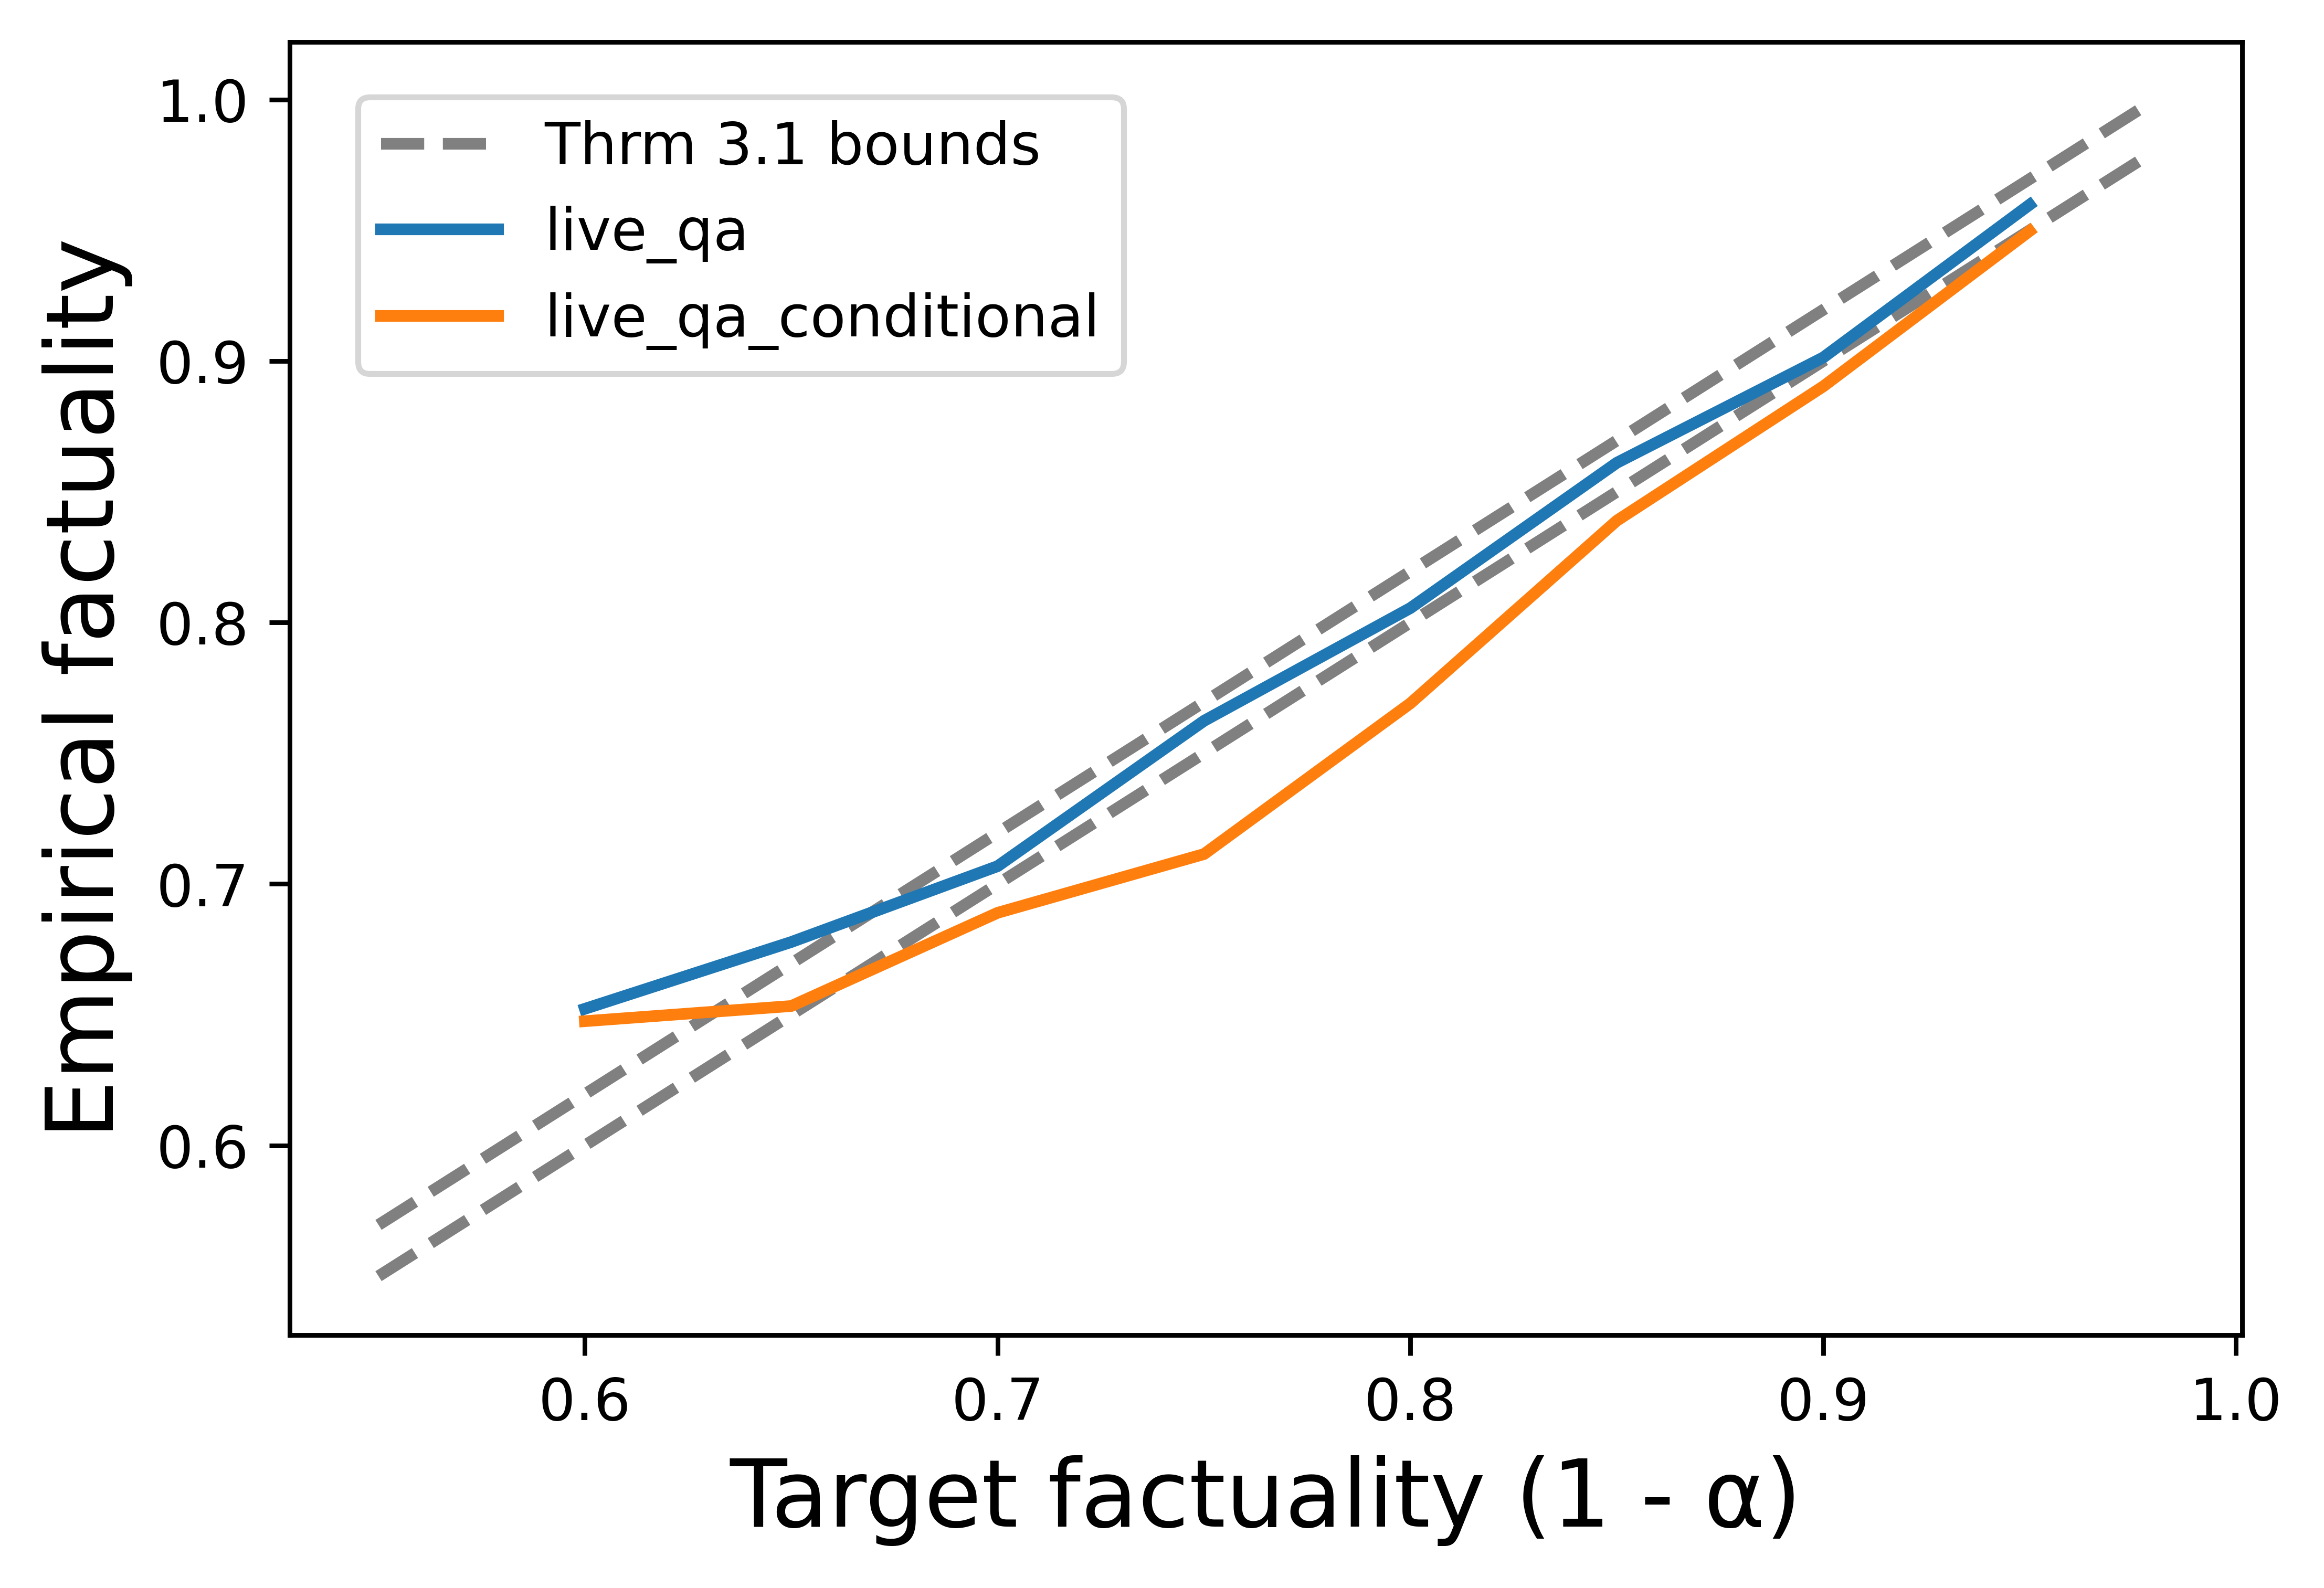 Thrm 3.1 bounds
live_qa
live_qa_conditional
1.0
0.9
0.8
0.7
0.6
Empirical factuality
0.6 0.7 0.8 0.9 1.0
Target factuality (1 - α)